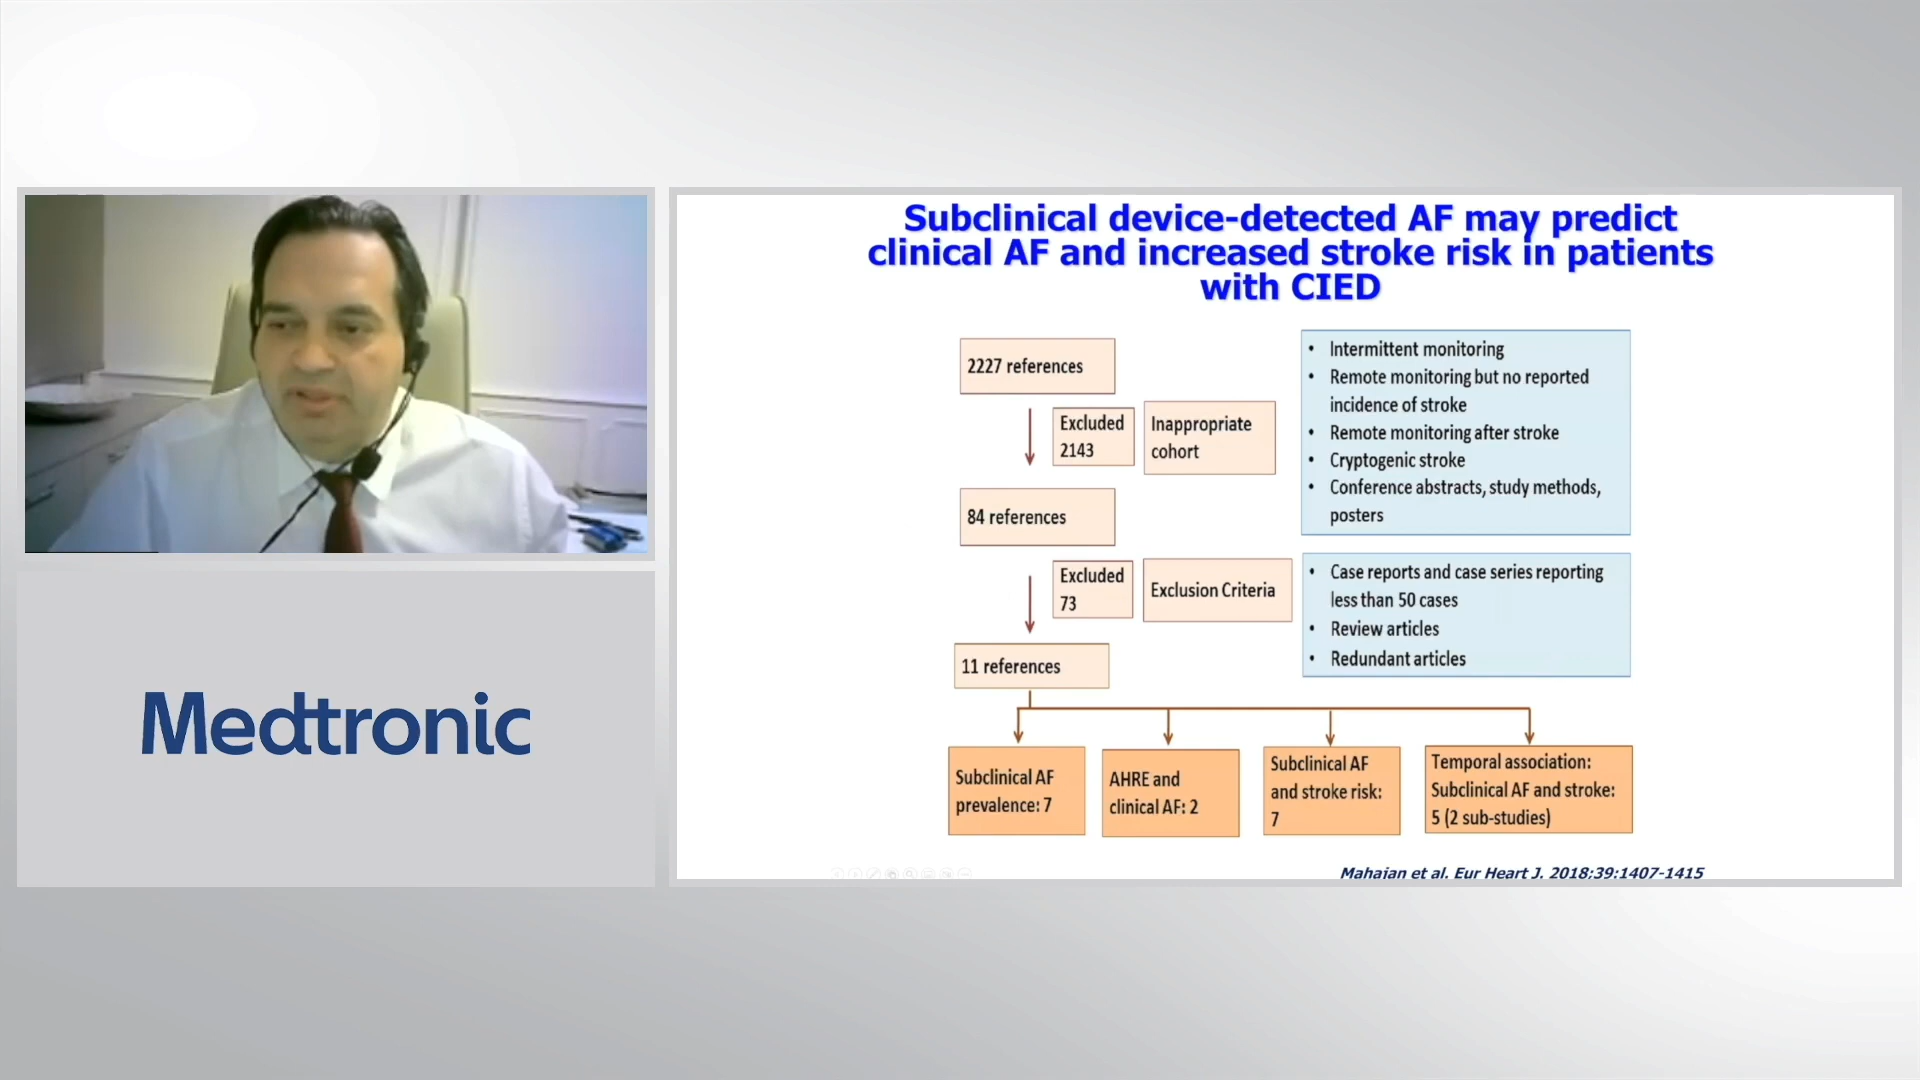 Subclinical device-detected AF may predict
clinical AF and increased stroke risk in patients
with CIED
2227 references
Excluded
2143
Inappropriate
cohort
• Intermittent monitoring
• Remote monitoring but no reported
incidence of stroke
• Remote monitoring after stroke
• Cryptogenic stroke
• Conference abstracts, study methods,
posters
84 references
Excluded
73
Exclusion Criteria
• Case reports and case series reporting
less than 50 cases
• Review articles
• Redundant articles
11 references
Subclinical AF
prevalence: 7
AHRE and
clinical AF: 2
Subclinical AF
and stroke risk:
7
Temporal association:
Subclinical AF and stroke:
5 (2 sub-studies)
Mahajan et al. Eur Heart J. 2018;39:1407-1415
Medtronic